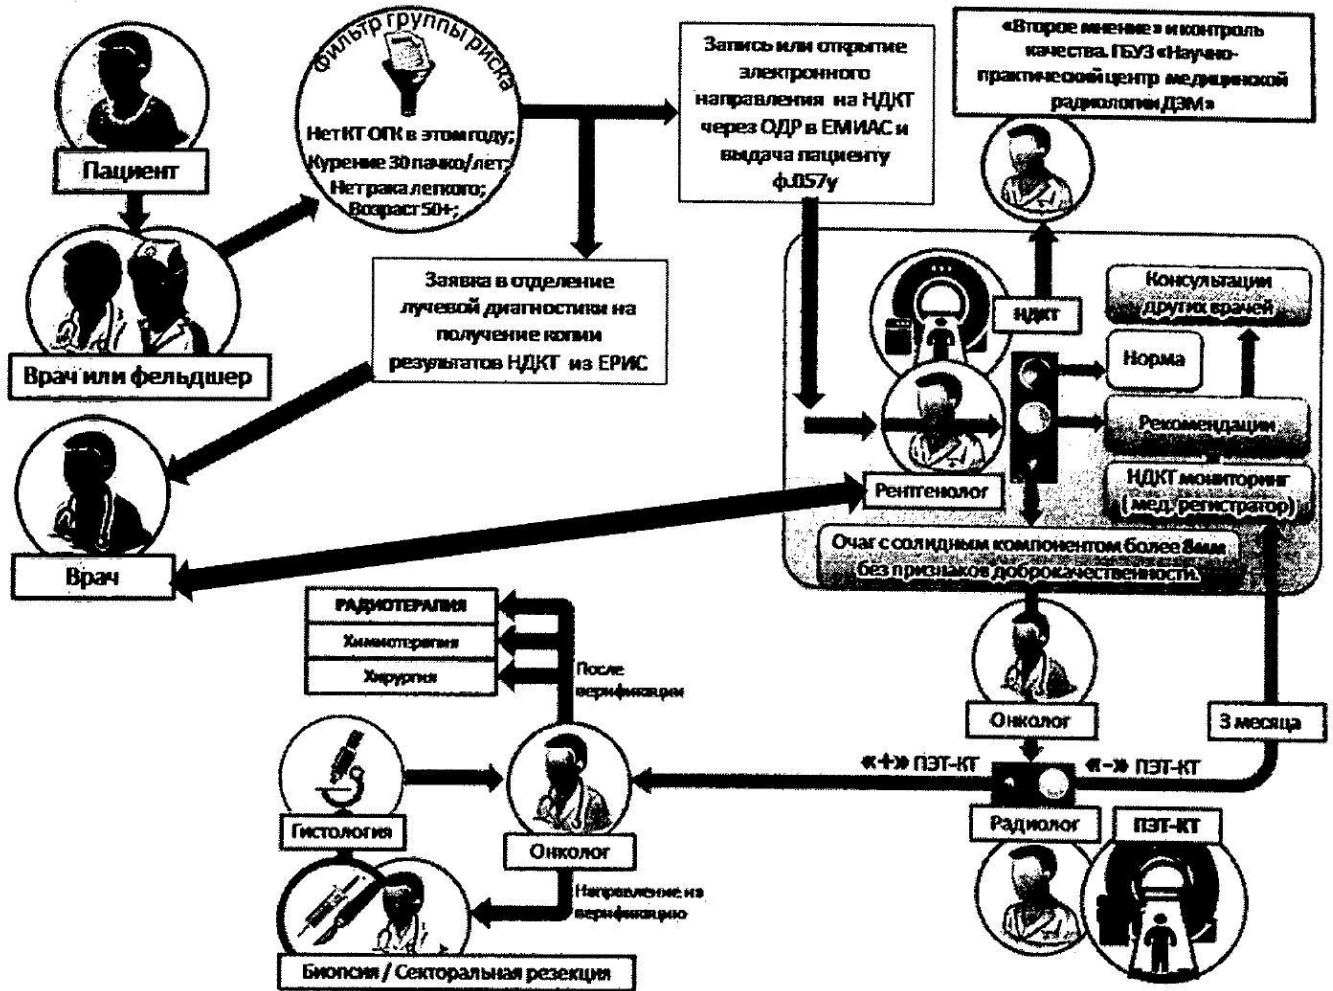 Фильтр группы риска
Нет КТ ОГК в этом году;
Курение 30 пачко/лет;
Нет рака легкого;
Возраст 50+;
Пациент
Врач или фельдшер
Запись или открытие
электронного
направления на НДКТ
через ОДР в ЕМИАС и
выдача пациенту
ф.057у
«Второе мнение» и контроль
качества. ГБУЗ «Научно-
практический центр медицинской
радиологии ДЗМ»
Заявка в отделение
лучевой диагностики на
получение копии
результатов НДКТ из ЕРИС
Врач
НДКТ
Рентгенолог
Консультации
других врачей
Норма
Рекомендации
НДКТ мониторинг
( мед. регистратор)
Очаг с солидным компонентом более 8мм
без признаков доброкачественности.
РАДИОТЕРАПИЯ
Химиотерапия
Хирургия
После
верификации
Онколог
3 месяца
«+» ПЭТ-КТ
«-» ПЭТ-КТ
Радиолог
ПЭТ-КТ
Гистология
Онколог
Направление на
верификацию
Биопсия / Секторальная резекция